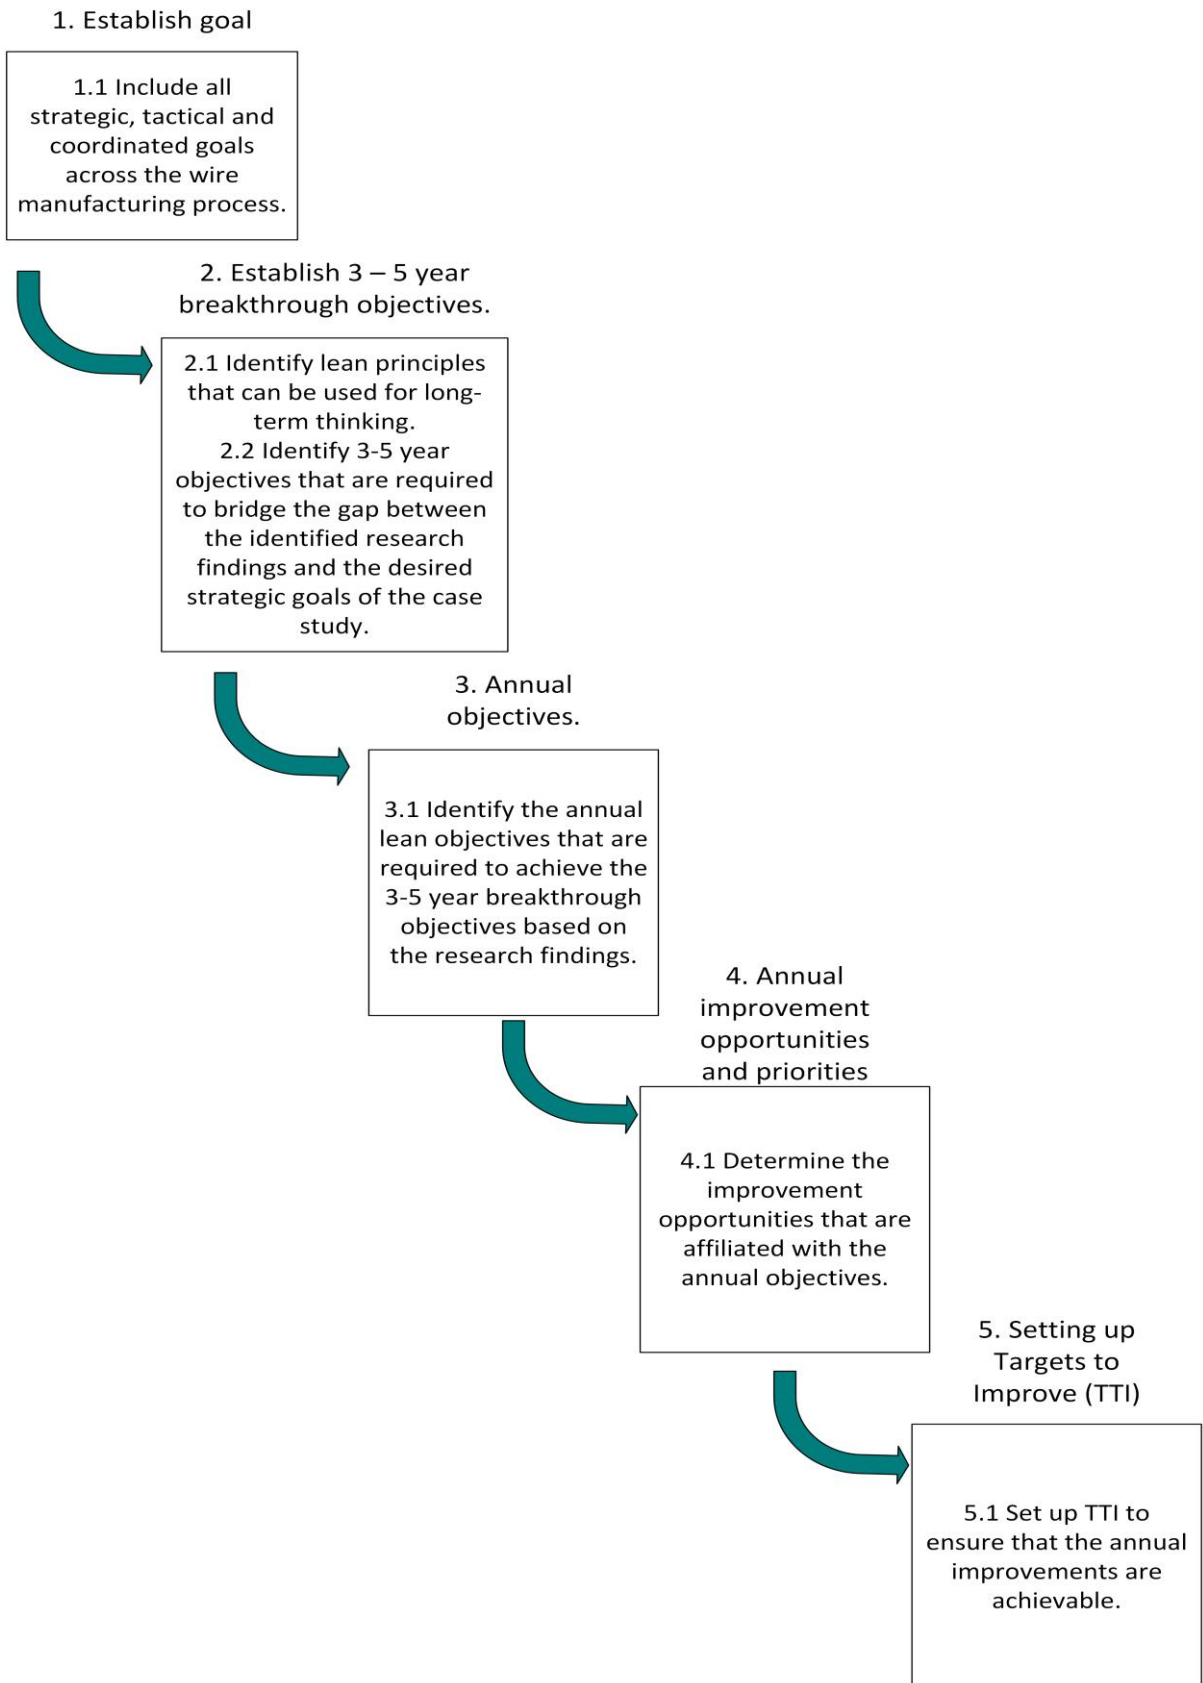 1. Establish goal
1.1 Include all
strategic, tactical and
coordinated goals
across the wire
manufacturing process.
2. Establish 3 – 5 year
breakthrough objectives.
2.1 Identify lean principles
that can be used for long-
term thinking.
2.2 Identify 3-5 year
objectives that are required
to bridge the gap between
the identified research
findings and the desired
strategic goals of the case
study.
3. Annual
objectives.
3.1 Identify the annual
lean objectives that are
required to achieve the
3-5 year breakthrough
objectives based on
the research findings.
4. Annual
improvement
opportunities
and priorities
4.1 Determine the
improvement
opportunities that are
affiliated with the
annual objectives.
5. Setting up
Targets to
Improve (TTI)
5.1 Set up TTI to
ensure that the annual
improvements are
achievable.